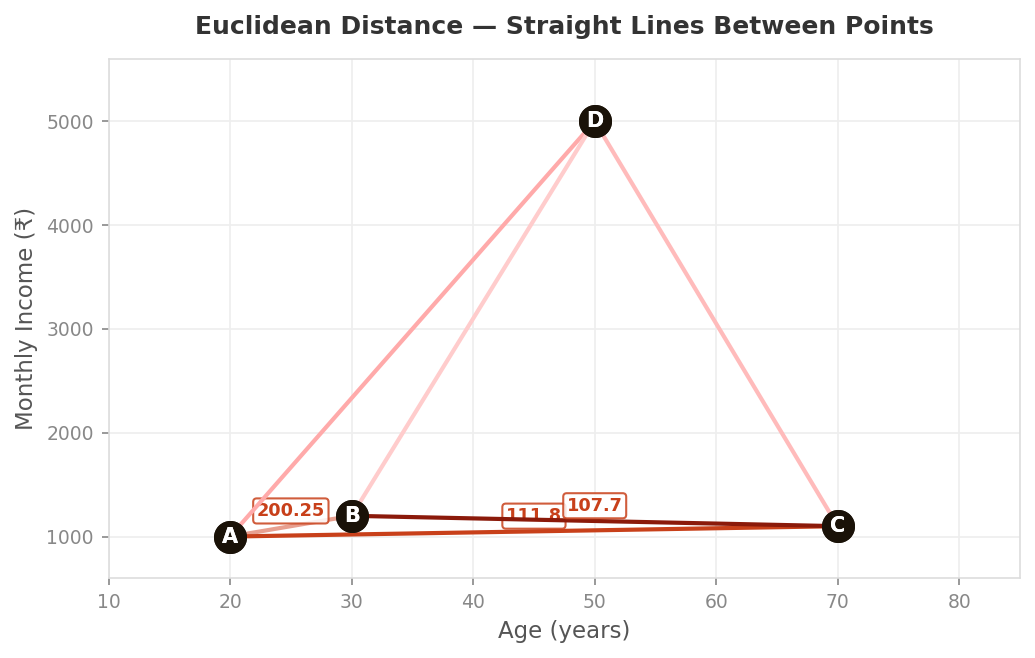 Euclidean Distance — Straight Lines Between Points
Monthly Income (₹)
5000
4000
3000
2000
1000
D
200.25
111.8
107.7
A
B
C
10
20
30
40
50
60
70
80
Age (years)